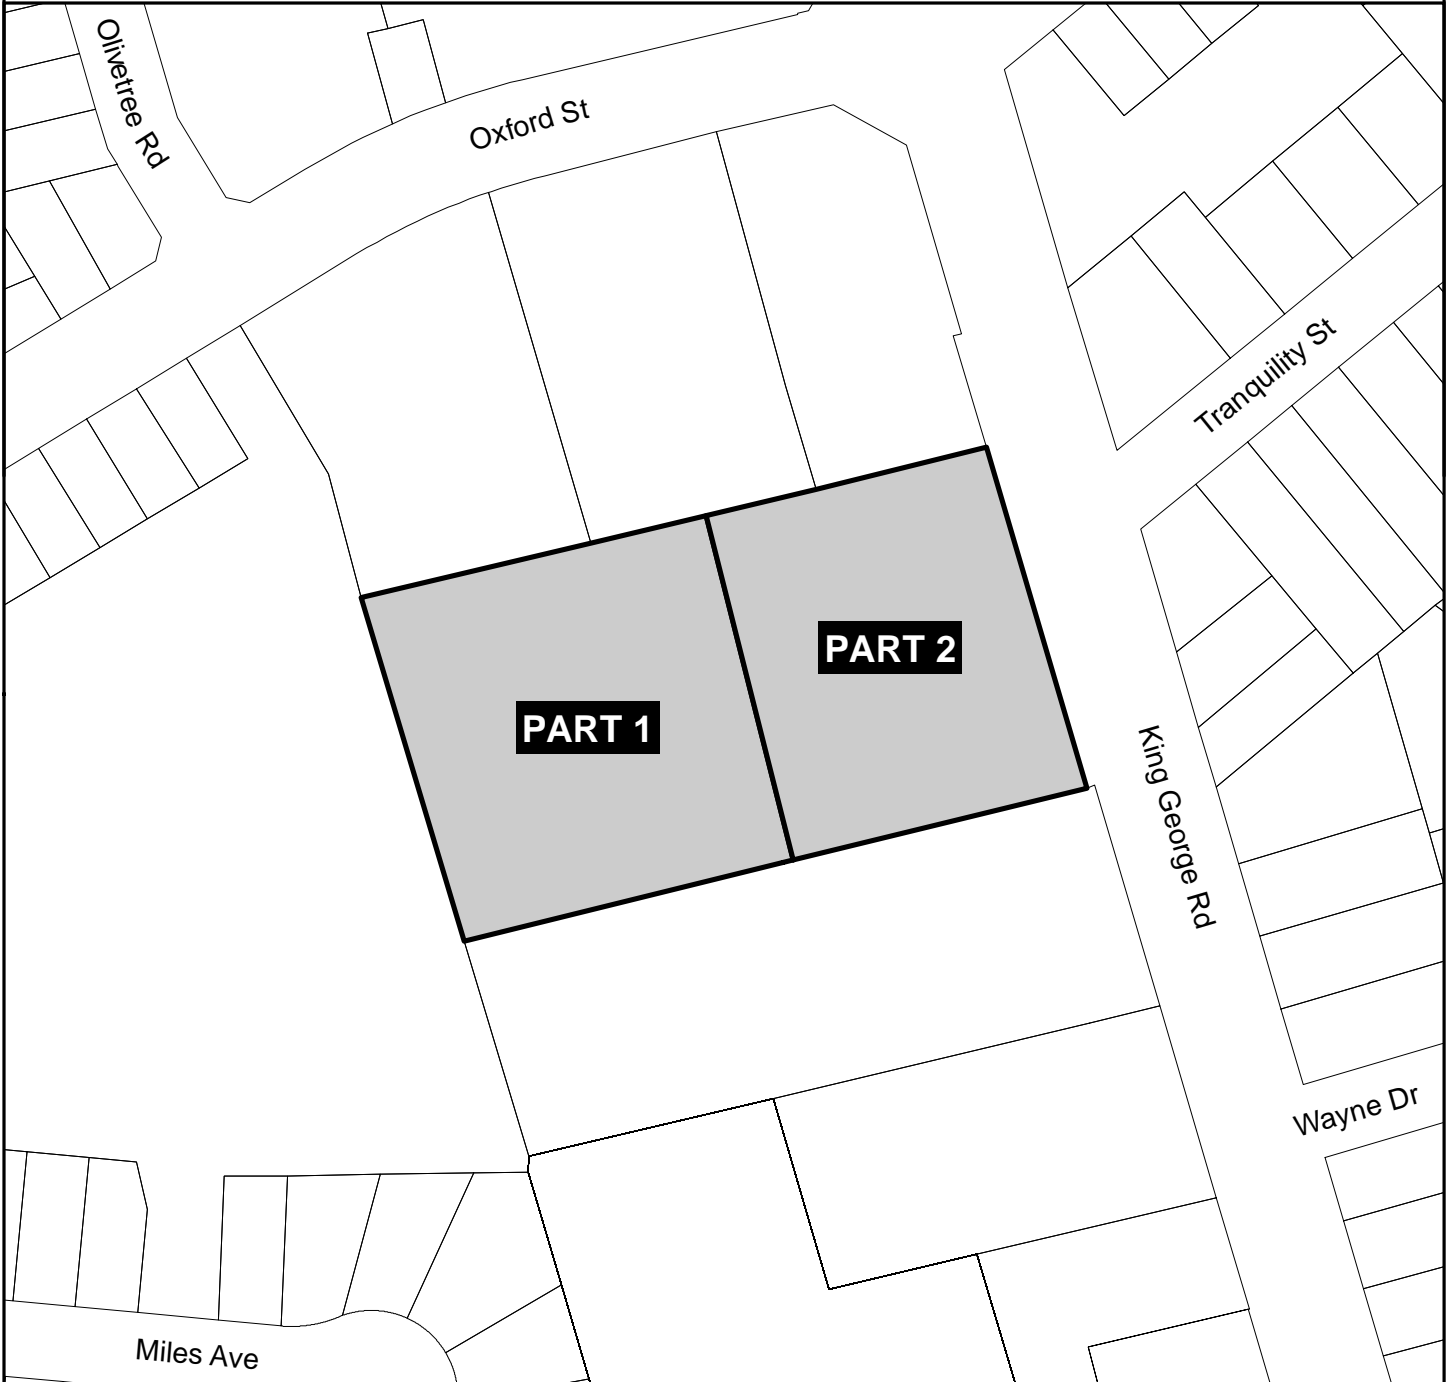 Olivetree Rd
Oxford St
Tranquility St
PART 2
PART 1
King George Rd
Wayne Dr
Miles Ave